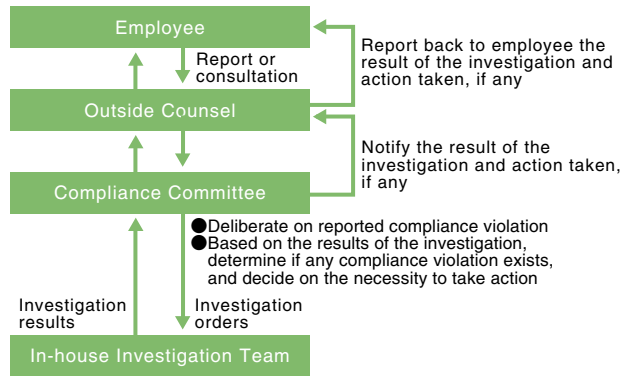 Employee
Report or
consultation
Report back to employee the
result of the investigation and
action taken, if any
Outside Counsel
Notify the result of the
investigation and action taken,
if any
Compliance Committee
●Deliberate on reported compliance violation
●Based on the results of the investigation,
determine if any compliance violation exists,
and decide on the necessity to take action
Investigation
results
Investigation
orders
In-house Investigation Team